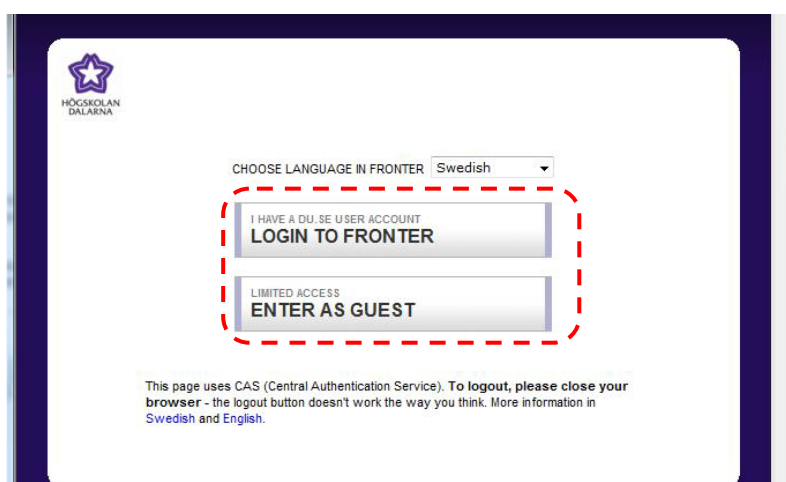 HÖGSKOLAN
DALARNA
CHOOSE LANGUAGE IN FRONTER Swedish
I HAVE A DU.SE USER ACCOUNT
LOGIN TO FRONTER
LIMITED ACCESS
ENTER AS GUEST
This page uses CAS (Central Authentication Service). To logout, please close your
browser - the logout button doesn't work the way you think. More information in
Swedish and English.